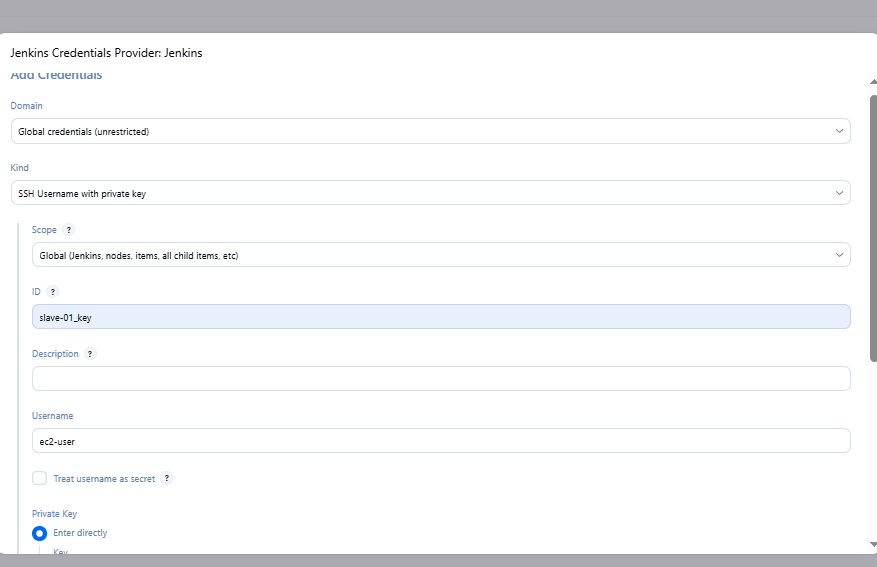 Jenkins Credentials Provider: Jenkins
Add Credentials
Domain
Global credentials (unrestricted)
Kind
SSH Username with private key
Scope ?
Global (Jenkins, nodes, items, all child items, etc)
ID ?
slave-01_key
Description ?
Username
ec2-user
Treat username as secret ?
Private Key
Enter directly
Key